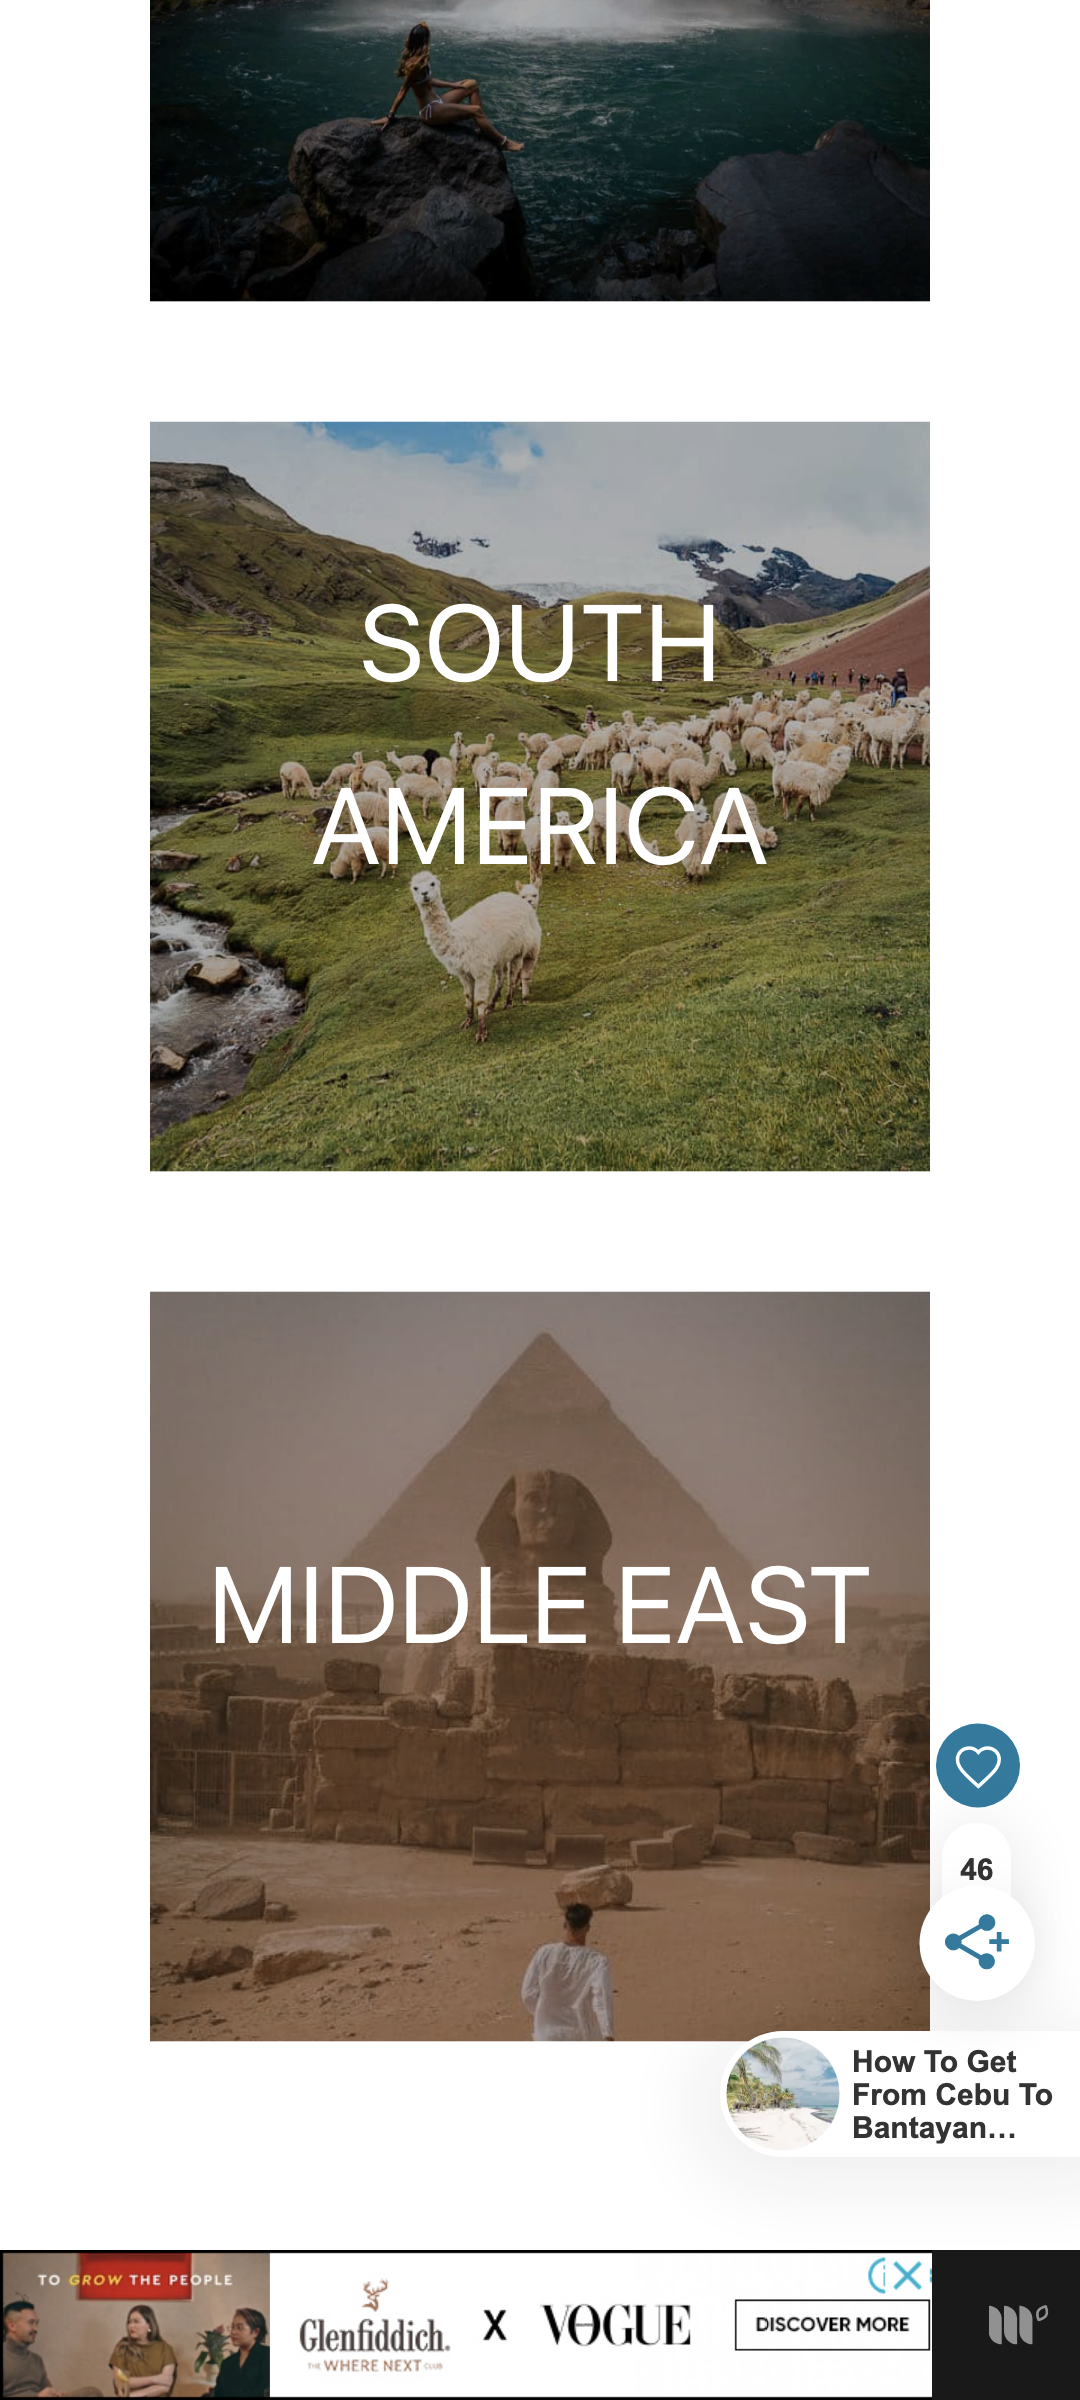 SOUTH
AMERICA
MIDDLE EAST
46
How To Get
From Cebu To
Bantayan...
TO GROW THE PEOPLE
Glenfiddich.
THE WHERE NEXT CLUB
X
VOGUE
DISCOVER MORE